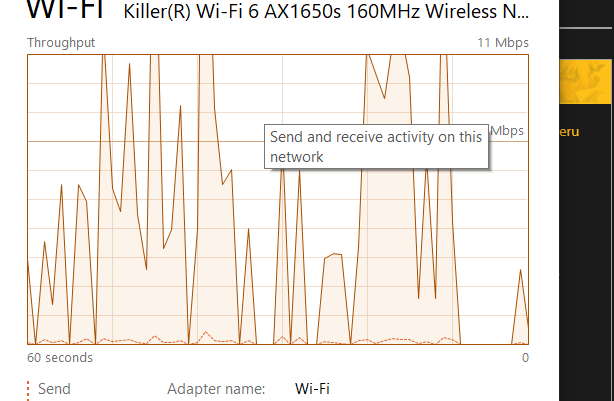 Wi-Fi Killer(R) Wi-Fi 6 AX1650s 160MHz Wireless N...
Throughput 11 Mbps
Mbps
Send and receive activity on this
network
eru
60 seconds 0
Send Adapter name: Wi-Fi